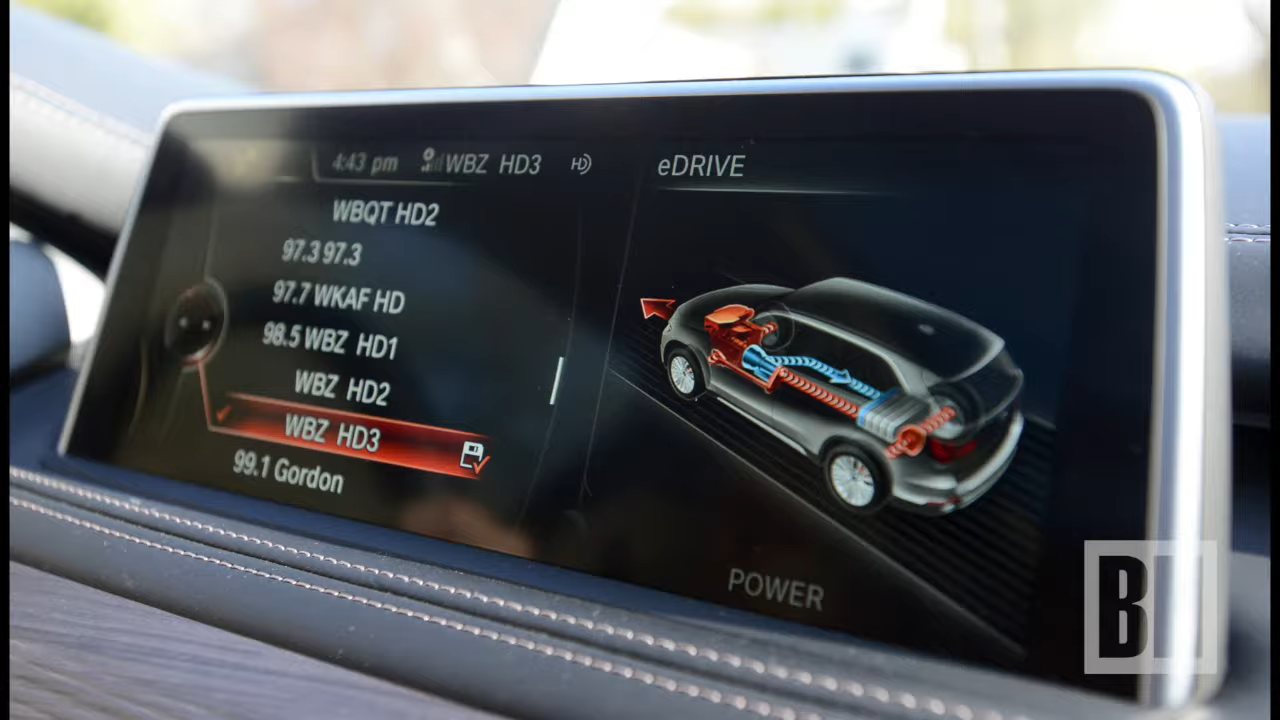 4:43 pm WBZ HD3 HD
WBQT HD2
97.3 97.3
97.7 WKAF HD
98.5 WBZ HD1
WBZ HD2
WBZ HD3
99.1 Gordon
eDRIVE
POWER
B